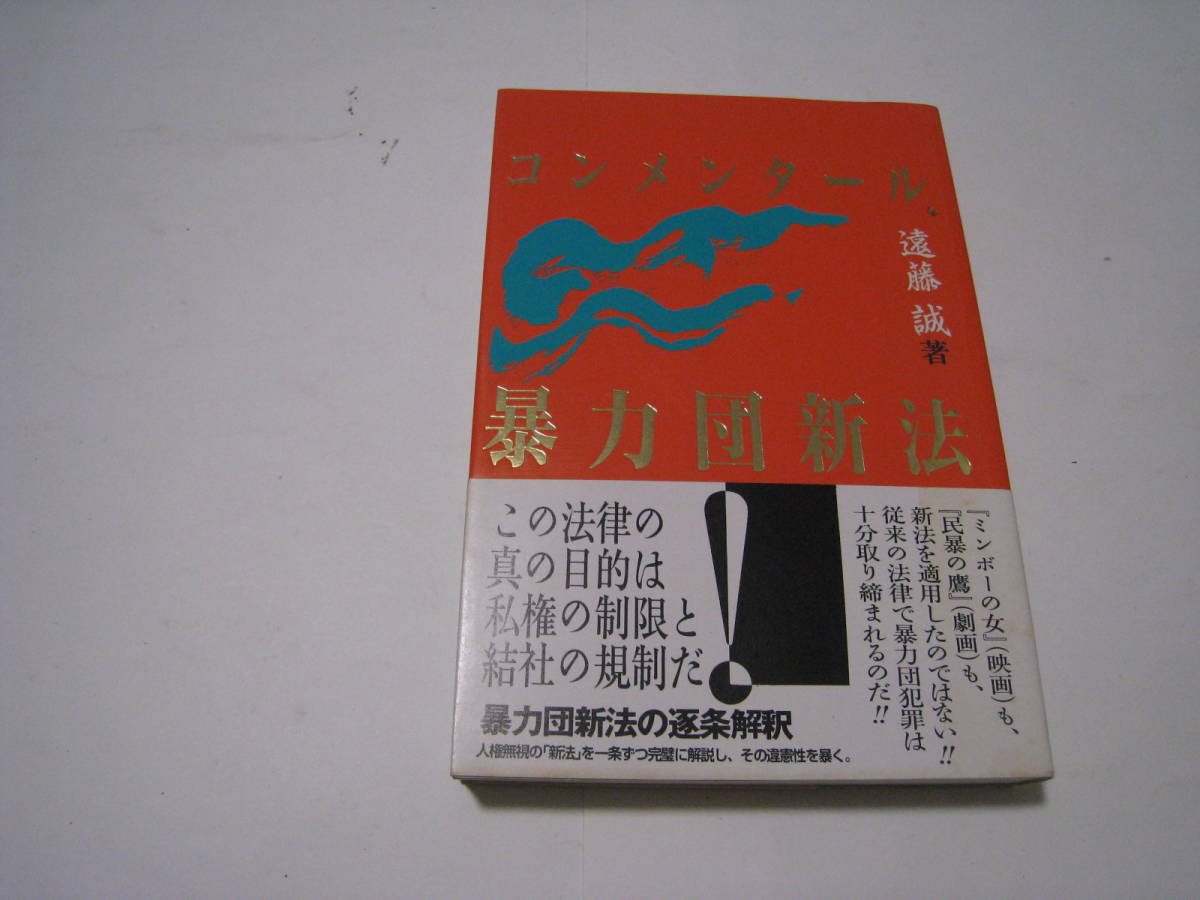 コンメンタール
遠藤誠著
暴力団新法
『ミンボーの女』(映画)も、
『民暴の鷹』(劇画)も、
新法を適用したのではない!!
従来の法律で暴力団犯罪は
十分取り締まれるのだ!!
この法律の
真の目的は
私権の制限と
結社の規制だ!
暴力団新法の逐条解釈
人権無視の「新法」を一条ずつ完璧に解説し、その違憲性を暴く。